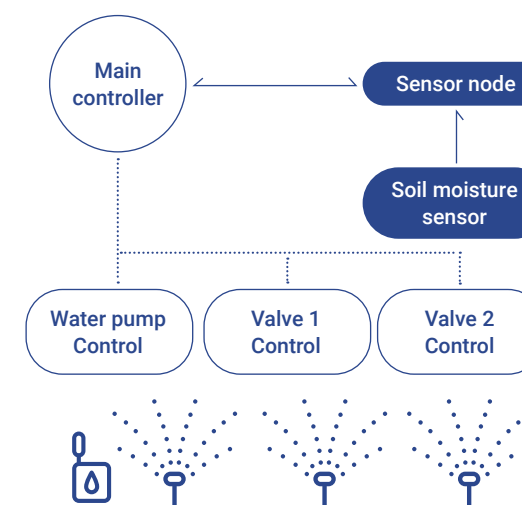 Main
controller
Sensor node
Soil moisture
sensor
Water pump
Control
Valve 1
Control
Valve 2
Control